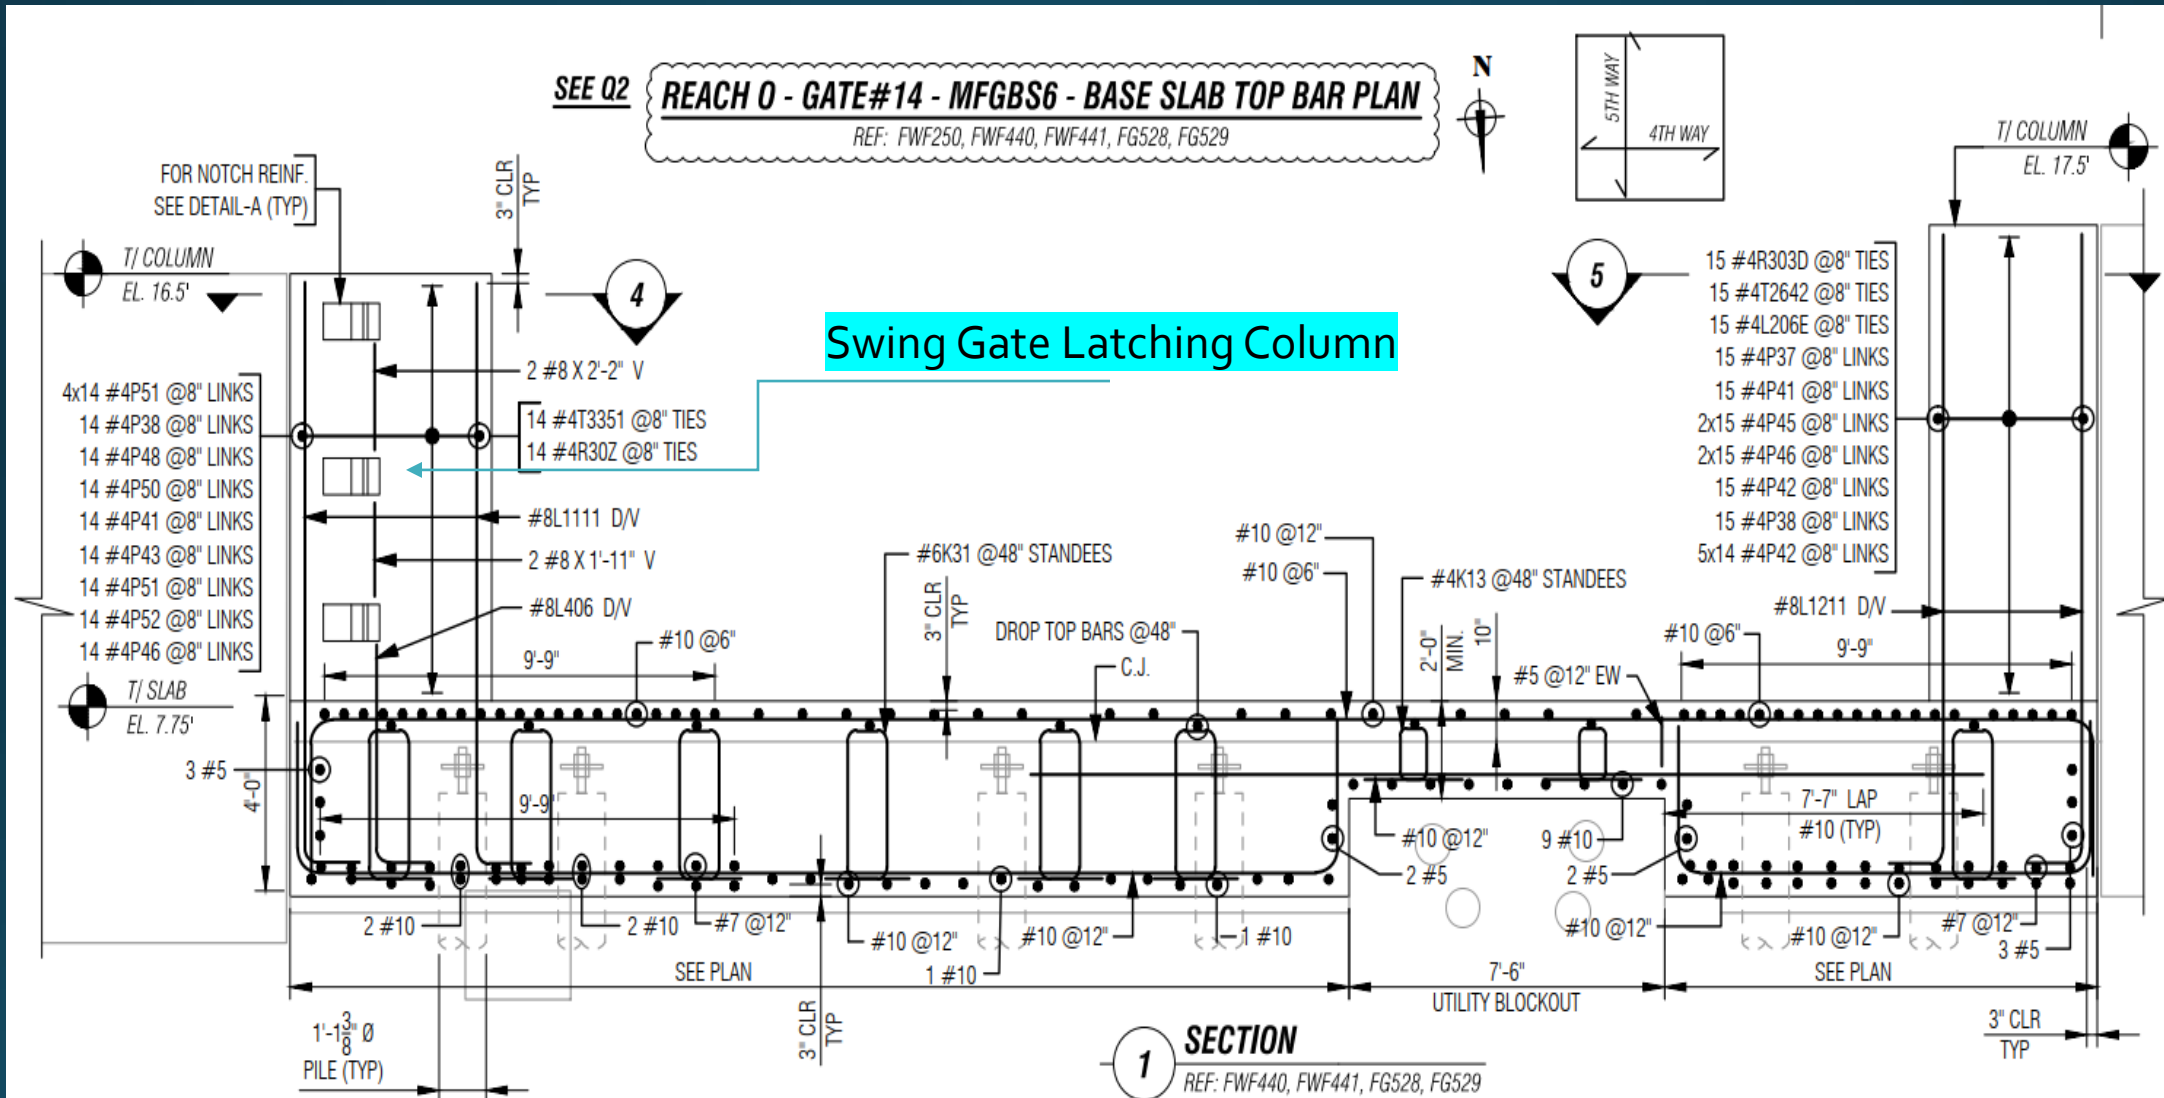 SEE Q2
REACH O - GATE#14 - MFGBS6 - BASE SLAB TOP BAR PLAN
REF: FWF250, FWF440, FWF441, FG528, FG529
N
5TH WAY
4TH WAY
T/ COLUMN
EL. 17.5'
FOR NOTCH REINF.
SEE DETAIL-A (TYP)
3" CLR
TYP
T/ COLUMN
EL. 16.5'
4
5
Swing Gate Latching Column
15 #4R303D @8" TIES
15 #4T2642 @8" TIES
15 #4L206E @8" TIES
15 #4P37 @8" LINKS
15 #4P41 @8" LINKS
2x15 #4P45 @8" LINKS
2x15 #4P46 @8" LINKS
15 #4P42 @8" LINKS
15 #4P38 @8" LINKS
5x14 #4P42 @8" LINKS
2 #8 X 2'-2" V
4x14 #4P51 @8" LINKS
14 #4P38 @8" LINKS
14 #4P48 @8" LINKS
14 #4P50 @8" LINKS
14 #4P41 @8" LINKS
14 #4P43 @8" LINKS
14 #4P51 @8" LINKS
14 #4P52 @8" LINKS
14 #4P46 @8" LINKS
14 #4T3351 @8" TIES
14 #4R30Z @8" TIES
#8L1111 D/V
2 #8 X 1'-11" V
#8L406 D/V
#6K31 @48" STANDEES
#10 @12"
#10 @6"
#4K13 @48" STANDEES
#8L1211 D/V
3" CLR
TYP
DROP TOP BARS @48"
C.J.
2'-0"
MIN.
10"
#5 @12" EW
#10 @6"
9'-9"
#10 @6"
9'-9"
T/ SLAB
EL. 7.75'
3 #5
4'-0"
9'-9"
7'-7" LAP
#10 (TYP)
#10 @12"
9 #10
2 #5
2 #5
2 #10
2 #10
#7 @12"
#10 @12"
1 #10
#10 @12"
1 #10
#10 @12"
#10 @12"
#7 @12"
3 #5
SEE PLAN
7'-6"
UTILITY BLOCKOUT
SEE PLAN
1'-1 3/8" Ø
PILE (TYP)
3" CLR
TYP
3" CLR
TYP
1
SECTION
REF: FWF440, FWF441, FG528, FG529